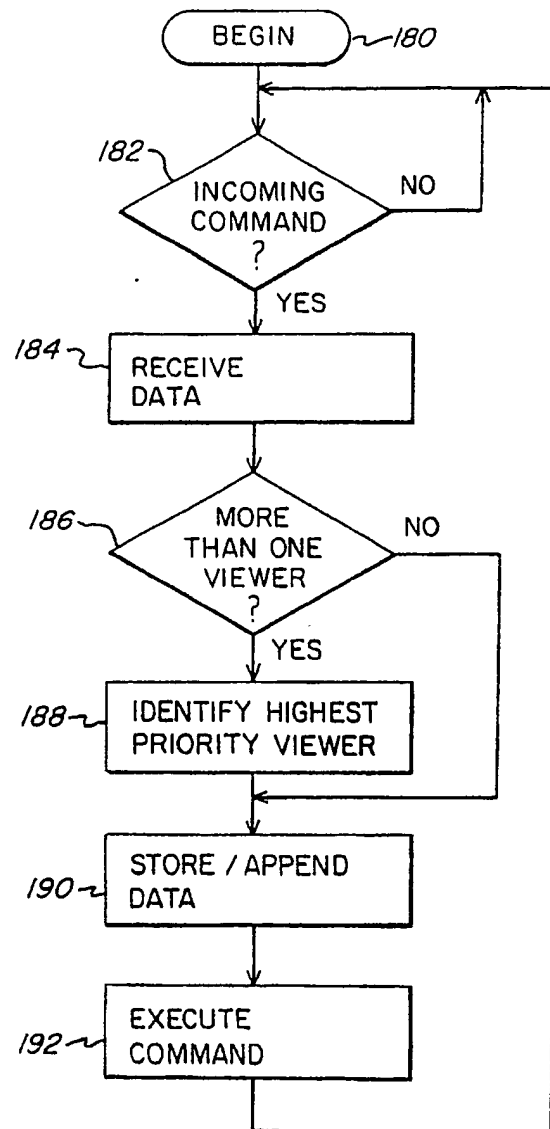 BEGIN
180
182
INCOMING
COMMAND
?
NO
YES
184
RECEIVE
DATA
186
MORE
THAN ONE
VIEWER
?
NO
YES
188
IDENTIFY HIGHEST
PRIORITY VIEWER
190
STORE / APPEND
DATA
192
EXECUTE
COMMAND